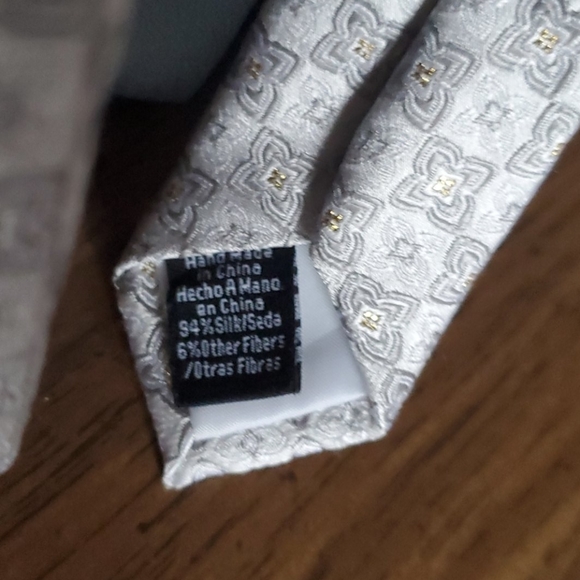 Hand Made
in China
Hecho A Mano
en China
94%Silk/Seda
6%Other Fibers
/Otras Fibras